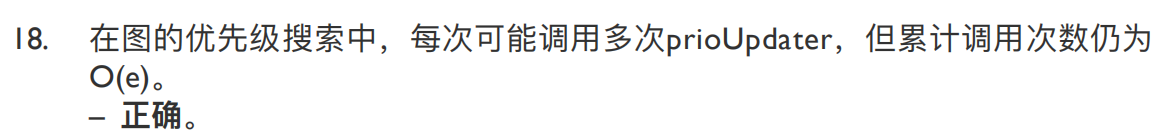 18. 在图的优先级搜索中，每次可能调用多次prioUpdater，但累计调用次数仍为
O(e)。
– 正确。